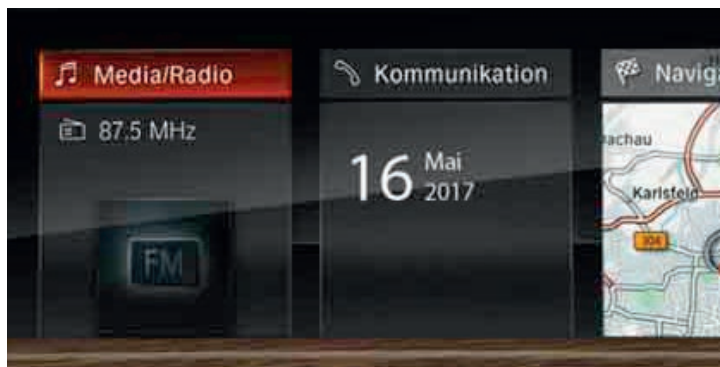 Media/Radio
87.5 MHz
FM
Kommunikation
16 Mai
2017
Naviga
achau
Karlsfeld
304